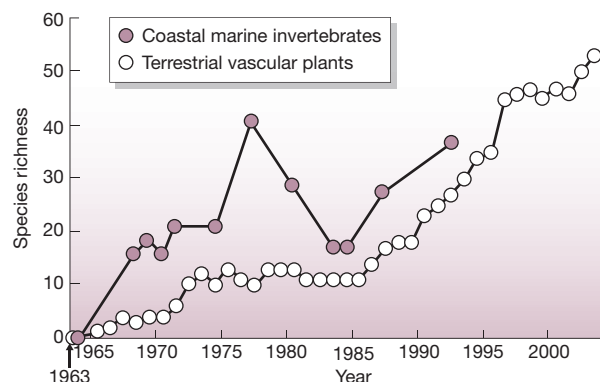 60
50
40
30
20
10
0
Species richness
Coastal marine invertebrates
Terrestrial vascular plants
1965 1970 1975 1980 1985 1990 1995 2000
1963
Year